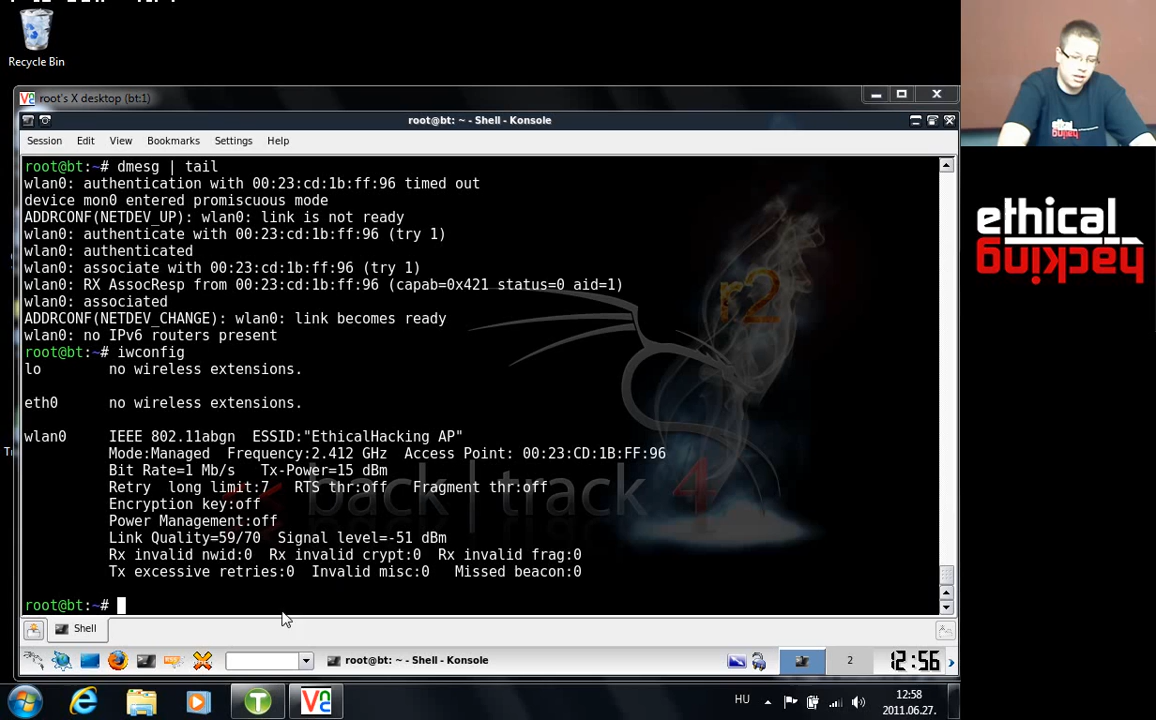 Recycle Bin
root's X desktop (bt:1)
root@bt: ~ - Shell - Konsole
Session Edit View Bookmarks Settings Help
root@bt:~# dmesg | tail
wlan0: authentication with 00:23:cd:1b:ff:96 timed out
device mon0 entered promiscuous mode
ADDRCONF(NETDEV_UP): wlan0: link is not ready
wlan0: authenticate with 00:23:cd:1b:ff:96 (try 1)
wlan0: authenticated
wlan0: associate with 00:23:cd:1b:ff:96 (try 1)
wlan0: RX AssocResp from 00:23:cd:1b:ff:96 (capab=0x421 status=0 aid=1)
wlan0: associated
ADDRCONF(NETDEV_CHANGE): wlan0: link becomes ready
wlan0: no IPv6 routers present
root@bt:~# iwconfig
lo no wireless extensions.
eth0 no wireless extensions.
wlan0 IEEE 802.11abgn ESSID:"EthicalHacking AP"
Mode:Managed Frequency:2.412 GHz Access Point: 00:23:CD:1B:FF:96
Bit Rate=1 Mb/s Tx-Power=15 dBm
Retry long limit:7 RTS thr:off Fragment thr:off
Encryption key:off
Power Management:off
Link Quality=59/70 Signal level=-51 dBm
Rx invalid nwid:0 Rx invalid crypt:0 Rx invalid frag:0
Tx excessive retries:0 Invalid misc:0 Missed beacon:0
root@bt:~#
r2
back | track 4
Shell
root@bt: ~ - Shell - Konsole
2
12:56
HU
12:58
2011.06.27.
ethical
hacking
ethical
hacking